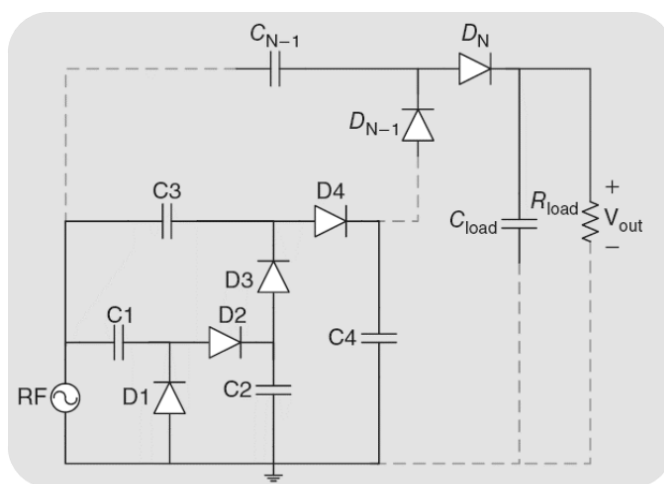 C_N–1
D_N
D_N–1
C3
D4
R_load
+
V_out
–
C_load
D3
C1
D2
C4
RF
D1
C2